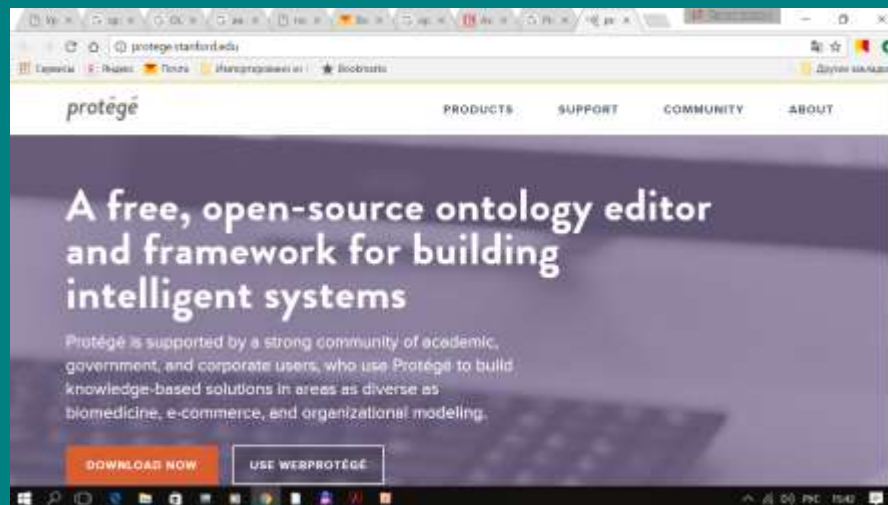 protege.stanford.edu
Сервисы Яндекс Почта Bookmarks
protégé
PRODUCTS SUPPORT COMMUNITY ABOUT
A free, open-source ontology editor
and framework for building
intelligent systems
Protégé is supported by a strong community of academic,
government, and corporate users, who use Protégé to build
knowledge-based solutions in areas as diverse as
biomedicine, e-commerce, and organizational modeling.
DOWNLOAD NOW USE WEBPROTÉGÉ
РУС 15:42